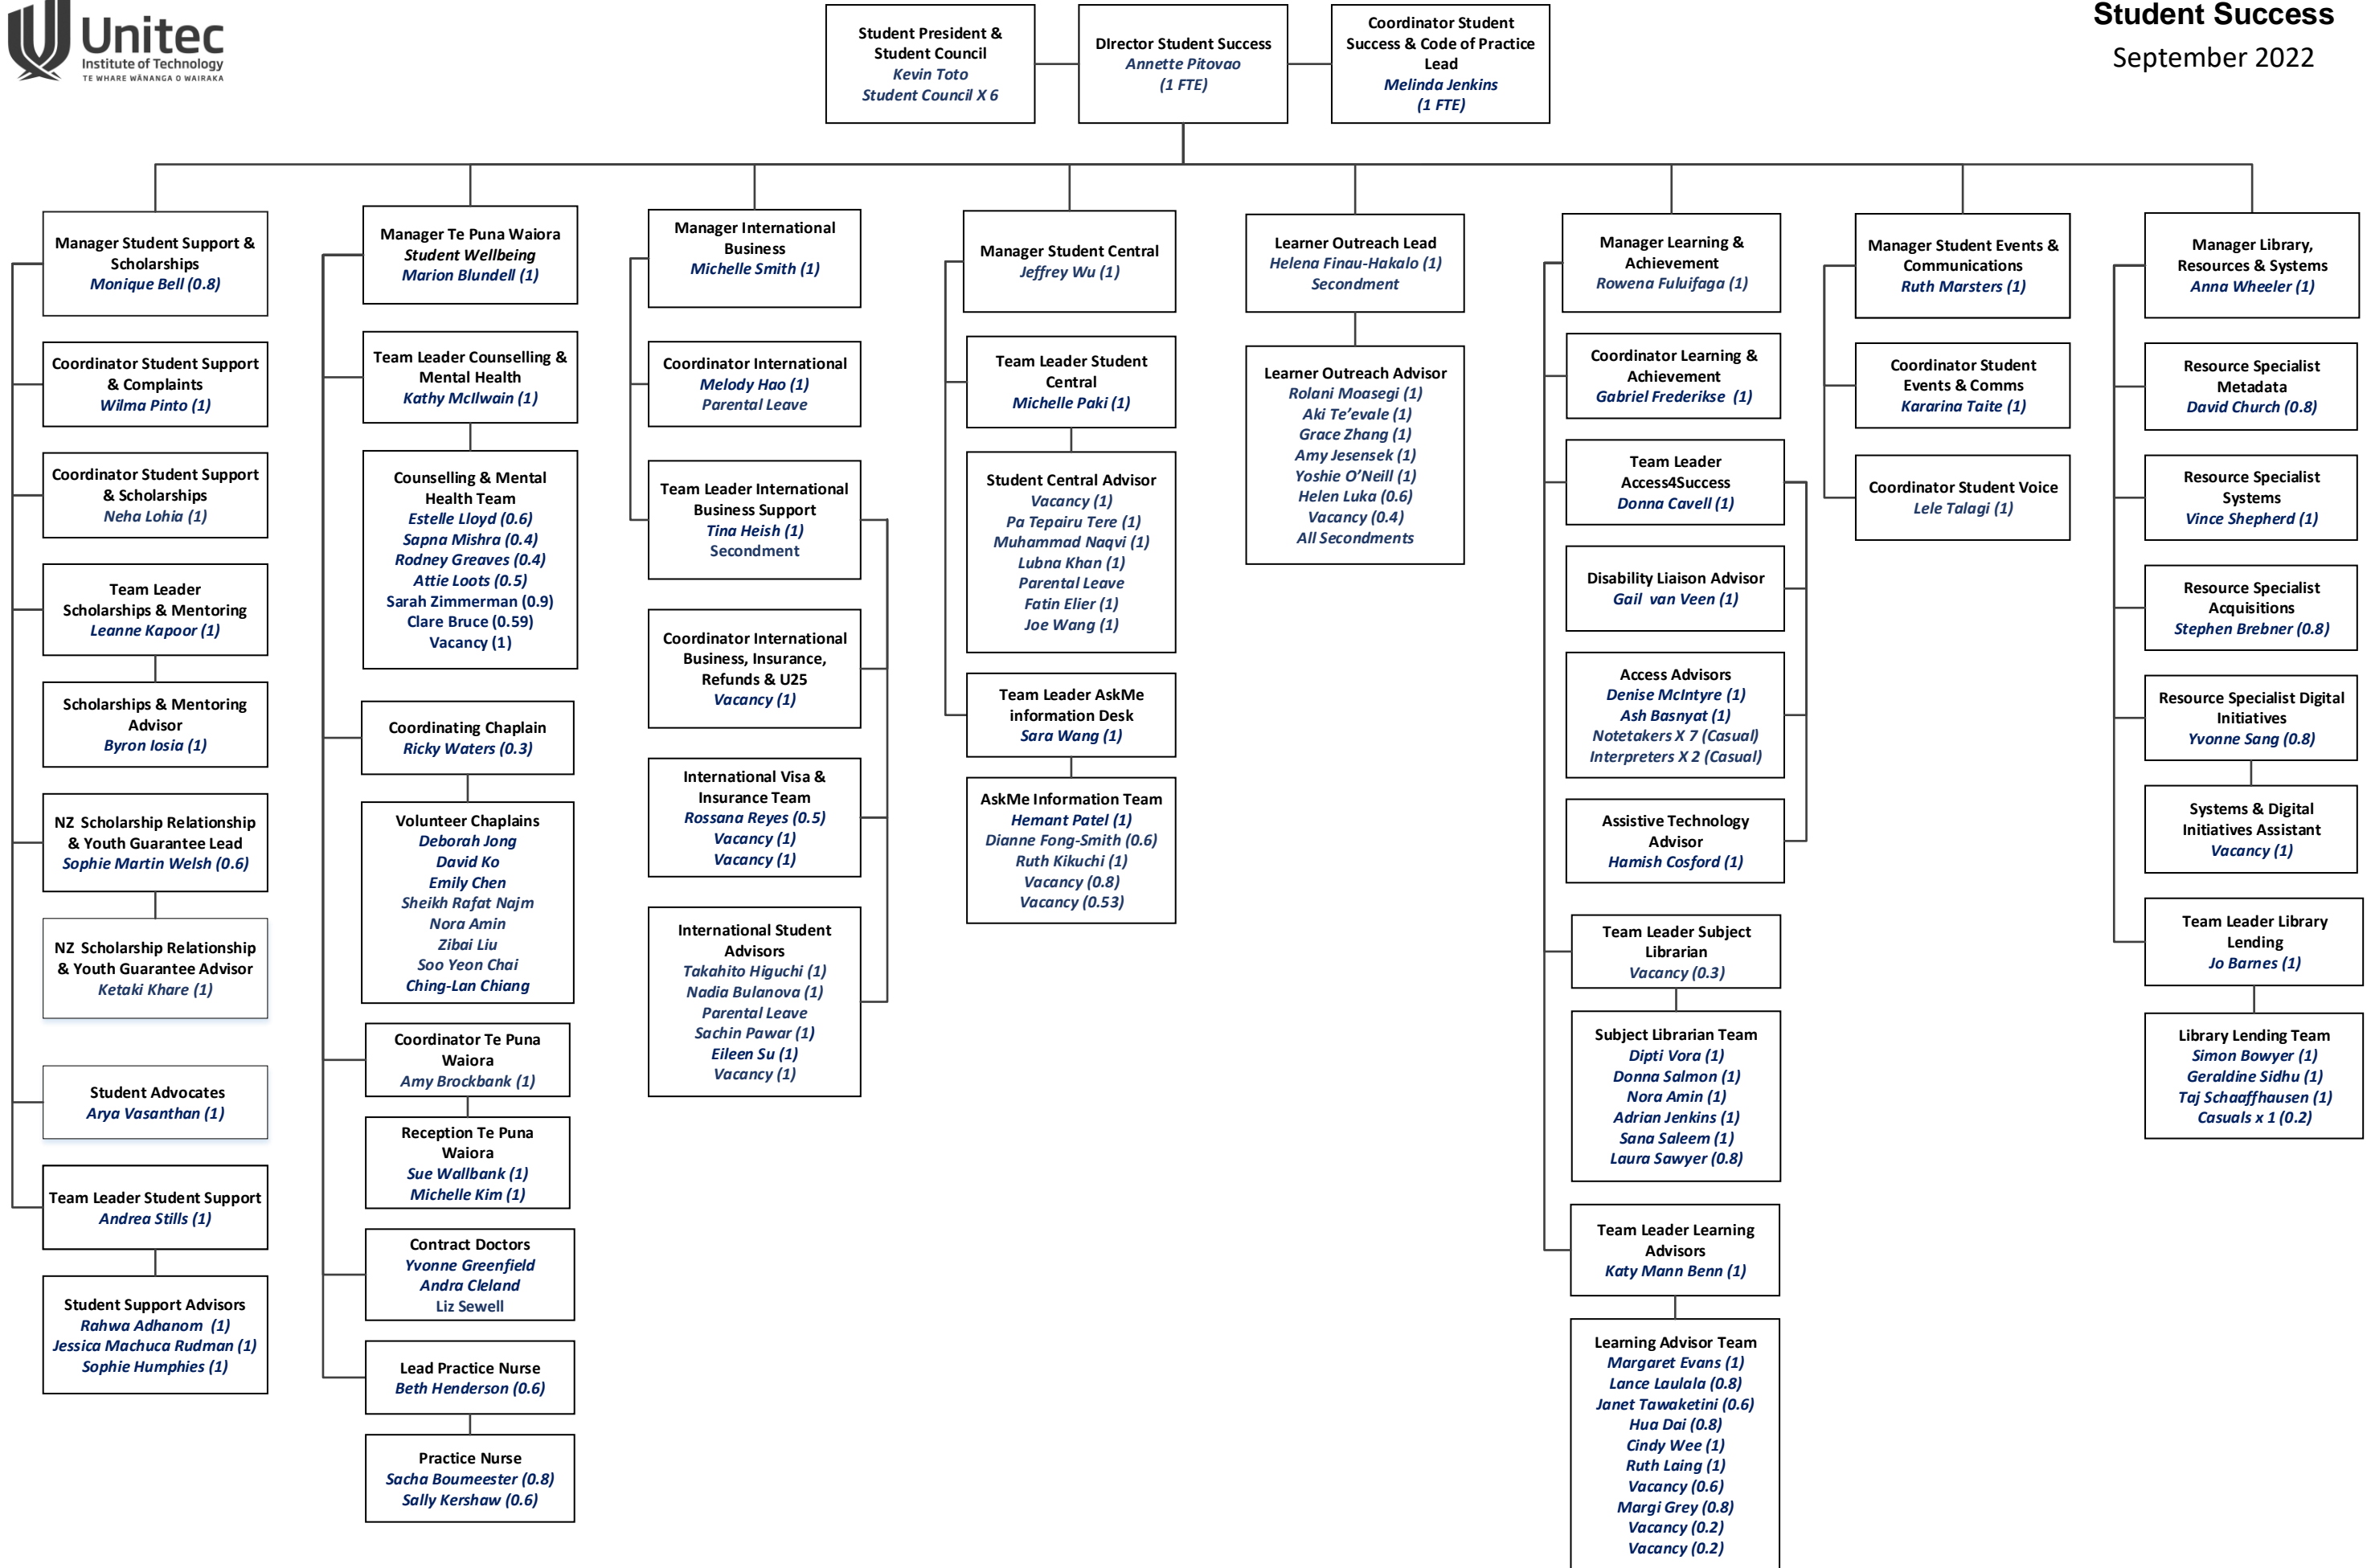 Unitec
Institute of Technology
TE WHARE WĀNANGA O WAIRAKA
Student President &
Student Council
Kevin Toto
Student Council X 6
DIrector Student Success
Annette Pitovao
(1 FTE)
Coordinator Student
Success & Code of Practice
Lead
Melinda Jenkins
(1 FTE)
Student Success
September 2022
Manager Student Support &
Scholarships
Monique Bell (0.8)
Coordinator Student Support
& Complaints
Wilma Pinto (1)
Coordinator Student Support
& Scholarships
Neha Lohia (1)
Team Leader
Scholarships & Mentoring
Leanne Kapoor (1)
Scholarships & Mentoring
Advisor
Byron Iosia (1)
NZ Scholarship Relationship
& Youth Guarantee Lead
Sophie Martin Welsh (0.6)
NZ Scholarship Relationship
& Youth Guarantee Advisor
Ketaki Khare (1)
Student Advocates
Arya Vasanthan (1)
Team Leader Student Support
Andrea Stills (1)
Student Support Advisors
Rahwa Adhanom (1)
Jessica Machuca Rudman (1)
Sophie Humphies (1)
Manager Te Puna Waiora
Student Wellbeing
Marion Blundell (1)
Team Leader Counselling &
Mental Health
Kathy McIlwain (1)
Counselling & Mental
Health Team
Estelle Lloyd (0.6)
Sapna Mishra (0.4)
Rodney Greaves (0.4)
Attie Loots (0.5)
Sarah Zimmerman (0.9)
Clare Bruce (0.59)
Vacancy (1)
Coordinating Chaplain
Ricky Waters (0.3)
Volunteer Chaplains
Deborah Jong
David Ko
Emily Chen
Sheikh Rafat Najm
Nora Amin
Zibai Liu
Soo Yeon Chai
Ching-Lan Chiang
Coordinator Te Puna
Waiora
Amy Brockbank (1)
Reception Te Puna
Waiora
Sue Wallbank (1)
Michelle Kim (1)
Contract Doctors
Yvonne Greenfield
Andra Cleland
Liz Sewell
Lead Practice Nurse
Beth Henderson (0.6)
Practice Nurse
Sacha Boumeester (0.8)
Sally Kershaw (0.6)
Manager International
Business
Michelle Smith (1)
Coordinator International
Melody Hao (1)
Parental Leave
Team Leader International
Business Support
Tina Heish (1)
Secondment
Coordinator International
Business, Insurance,
Refunds & U25
Vacancy (1)
International Visa &
Insurance Team
Rossana Reyes (0.5)
Vacancy (1)
Vacancy (1)
International Student
Advisors
Takahito Higuchi (1)
Nadia Bulanova (1)
Parental Leave
Sachin Pawar (1)
Eileen Su (1)
Vacancy (1)
Manager Student Central
Jeffrey Wu (1)
Team Leader Student
Central
Michelle Paki (1)
Student Central Advisor
Vacancy (1)
Pa Tepairu Tere (1)
Muhammad Naqvi (1)
Lubna Khan (1)
Parental Leave
Fatin Elier (1)
Joe Wang (1)
Team Leader AskMe
information Desk
Sara Wang (1)
AskMe Information Team
Hemant Patel (1)
Dianne Fong-Smith (0.6)
Ruth Kikuchi (1)
Vacancy (0.8)
Vacancy (0.53)
Learner Outreach Lead
Helena Finau-Hakalo (1)
Secondment
Learner Outreach Advisor
Rolani Moasegi (1)
Aki Te’evale (1)
Grace Zhang (1)
Amy Jesensek (1)
Yoshie O’Neill (1)
Helen Luka (0.6)
Vacancy (0.4)
All Secondments
Manager Learning &
Achievement
Rowena Fuluifaga (1)
Coordinator Learning &
Achievement
Gabriel Frederikse (1)
Team Leader
Access4Success
Donna Cavell (1)
Disability Liaison Advisor
Gail van Veen (1)
Access Advisors
Denise McIntyre (1)
Ash Basnyat (1)
Notetakers X 7 (Casual)
Interpreters X 2 (Casual)
Assistive Technology
Advisor
Hamish Cosford (1)
Team Leader Subject
Librarian
Vacancy (0.3)
Subject Librarian Team
Dipti Vora (1)
Donna Salmon (1)
Nora Amin (1)
Adrian Jenkins (1)
Sana Saleem (1)
Laura Sawyer (0.8)
Team Leader Learning
Advisors
Katy Mann Benn (1)
Learning Advisor Team
Margaret Evans (1)
Lance Laulala (0.8)
Janet Tawaketini (0.6)
Hua Dai (0.8)
Cindy Wee (1)
Ruth Laing (1)
Vacancy (0.6)
Margi Grey (0.8)
Vacancy (0.2)
Vacancy (0.2)
Manager Student Events &
Communications
Ruth Marsters (1)
Coordinator Student
Events & Comms
Kararina Taite (1)
Coordinator Student Voice
Lele Talagi (1)
Manager Library,
Resources & Systems
Anna Wheeler (1)
Resource Specialist
Metadata
David Church (0.8)
Resource Specialist
Systems
Vince Shepherd (1)
Resource Specialist
Acquisitions
Stephen Brebner (0.8)
Resource Specialist Digital
Initiatives
Yvonne Sang (0.8)
Systems & Digital
Initiatives Assistant
Vacancy (1)
Team Leader Library
Lending
Jo Barnes (1)
Library Lending Team
Simon Bowyer (1)
Geraldine Sidhu (1)
Taj Schaaffhausen (1)
Casuals x 1 (0.2)